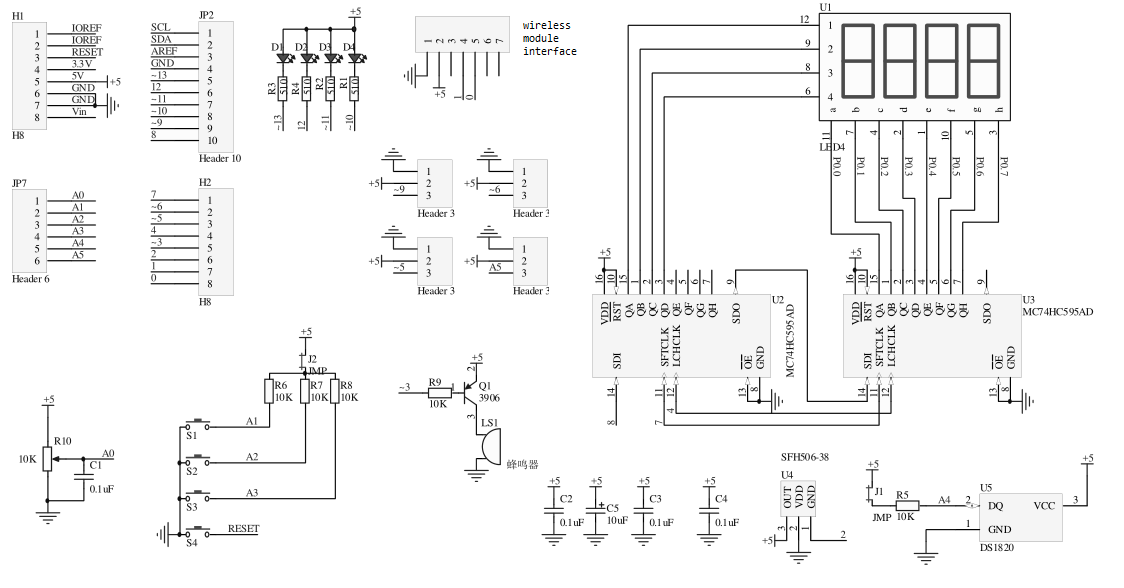 H1
1 IOREF
2 IOREF
3 RESET
4 3.3V
5 5V +5
6 GND
7 GND
8 Vin
H8
JP2
SCL 1
SDA 2
AREF 3
GND 4
~13 5
12 6
~11 7
~10 8
~9 9
8 10
Header 10
+5
D1 D2 D3 D4
R3 510 R4 510 R2 510 R1 510
~13 12 ~11 ~10
wireless
module
interface
1 2 3 4 5 6 7
+5 1 0
U1
12 1
9 2
8 3
6 4
a b c d e f g h
11 7 4 2 1 10 5 3
LED4
P0.0 P0.1 P0.2 P0.3 P0.4 P0.5 P0.6 P0.7
JP7
1 A0
2 A1
3 A2
4 A3
5 A4
6 A5
Header 6
H2
7 1
~6 2
~5 3
4 4
~3 5
2 6
1 7
0 8
H8
1
+5 2
~9 3
Header 3
1
+5 2
~6 3
Header 3
1
+5 2
~5 3
Header 3
1
+5 2
A5 3
Header 3
+5
16 10 15 1 2 3 4 5 6 7 9
VDD RST QA QB QC QD QE QF QG QH SDO
U2
MC74HC595AD
SDI SFTCLK LCHCLK OE GND
14 11 12 13 8
8 7 4
+5
16 10 15 1 2 3 4 5 6 7 9
VDD RST QA QB QC QD QE QF QG QH SDO
U3
MC74HC595AD
SDI SFTCLK LCHCLK OE GND
14 11 12 13 8
+5
R10
10K
A0
C1
0.1uF
+5
J2
JMP
R6 R7 R8
10K 10K 10K
S1 A1
S2 A2
S3 A3
S4 RESET
~3 R9
10K
+5
2
1
Q1
3906
3
LS1
蜂鸣器
+5
C2
0.1uF
+5
+
C5
10uF
+5
C3
0.1uF
+5
C4
0.1uF
SFH506-38
U4
OUT VDD GND
3 2 1
+5 2
+5
J1
JMP
R5
10K
A4
U5
2 DQ
1 GND
VCC 3
+5
DS1820